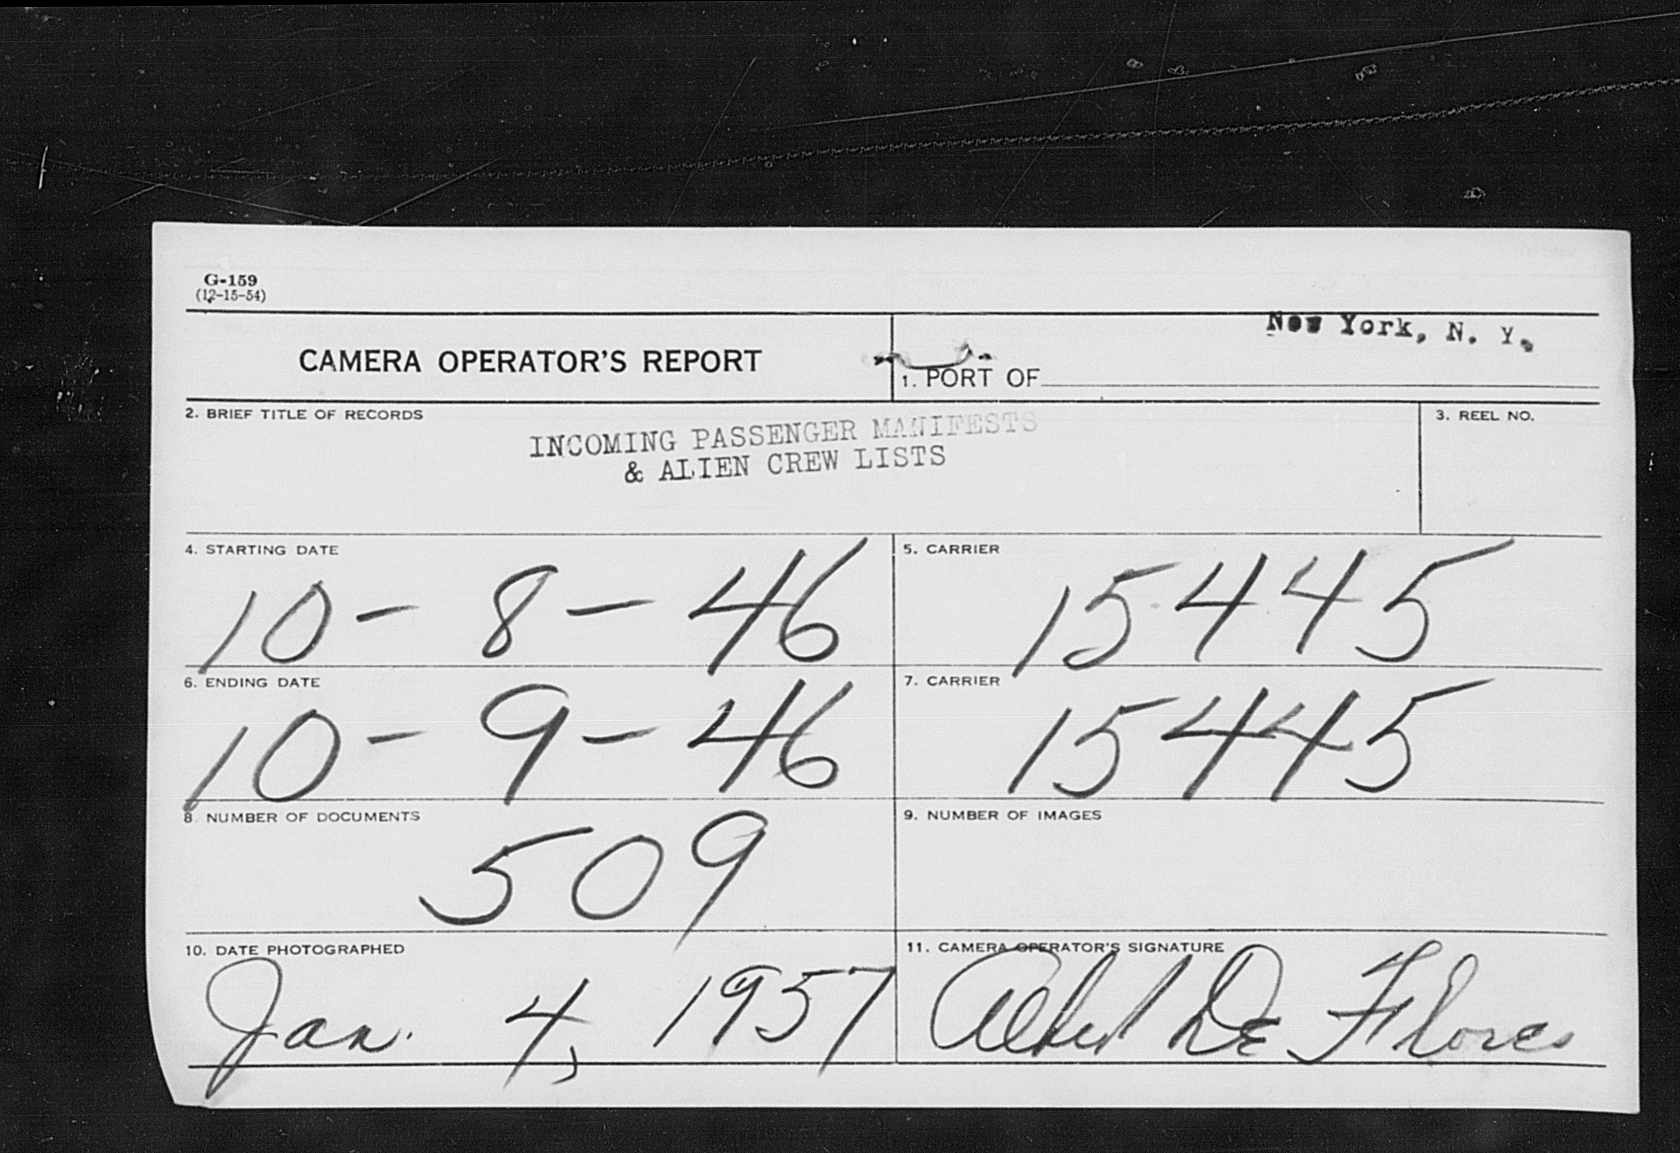 G-159
(12-15-54)
CAMERA OPERATOR'S REPORT
1. PORT OF New York, N. Y.
2. BRIEF TITLE OF RECORDS
INCOMING PASSENGER MANIFESTS
& ALIEN CREW LISTS
3. REEL NO.
4. STARTING DATE
10-8-46
5. CARRIER
15445
6. ENDING DATE
10-9-46
7. CARRIER
15445
8. NUMBER OF DOCUMENTS
509
9. NUMBER OF IMAGES
10. DATE PHOTOGRAPHED
Jan. 4, 1957
11. CAMERA OPERATOR'S SIGNATURE
De Flores